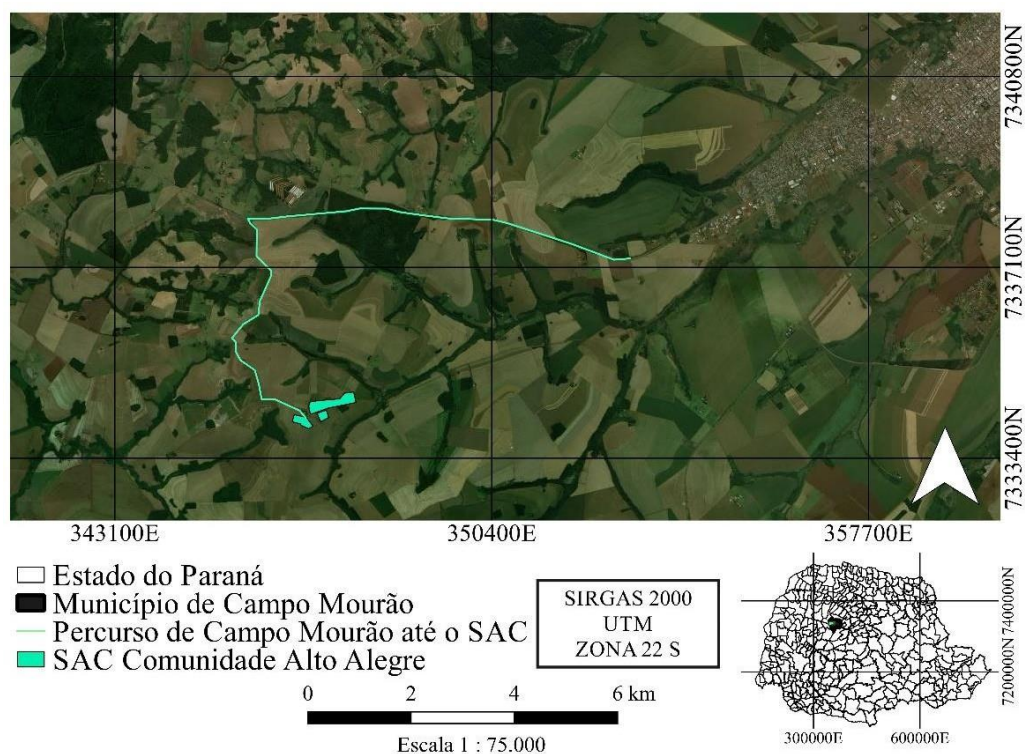 7340800N
7337100N
7333400N
343100E
350400E
357700E
Estado do Paraná
Município de Campo Mourão
Percurso de Campo Mourão até o SAC
SAC Comunidade Alto Alegre
SIRGAS 2000
UTM
ZONA 22 S
0 2 4 6 km
Escala 1 : 75.000
7400000N
7200000N
300000E
600000E